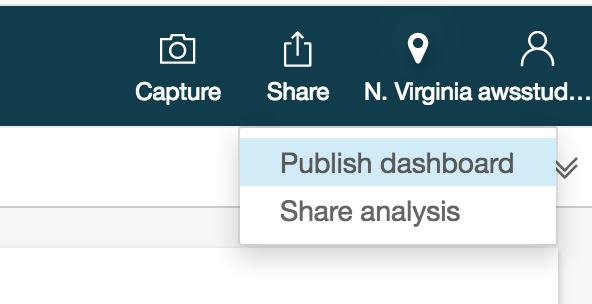 Capture Share N. Virginia awsstud...
Publish dashboard
Share analysis